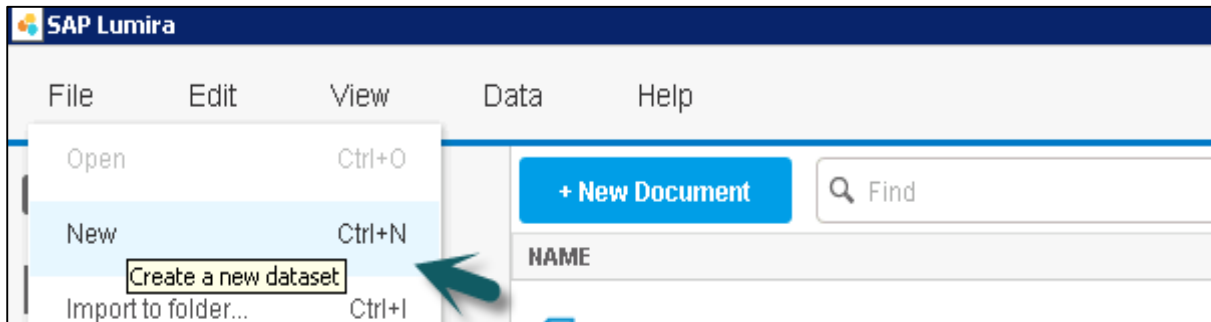 SAP Lumira
File Edit View Data Help
Open Ctrl+O
+ New Document Find
New Ctrl+N
NAME
Create a new dataset
Import to folder... Ctrl+I